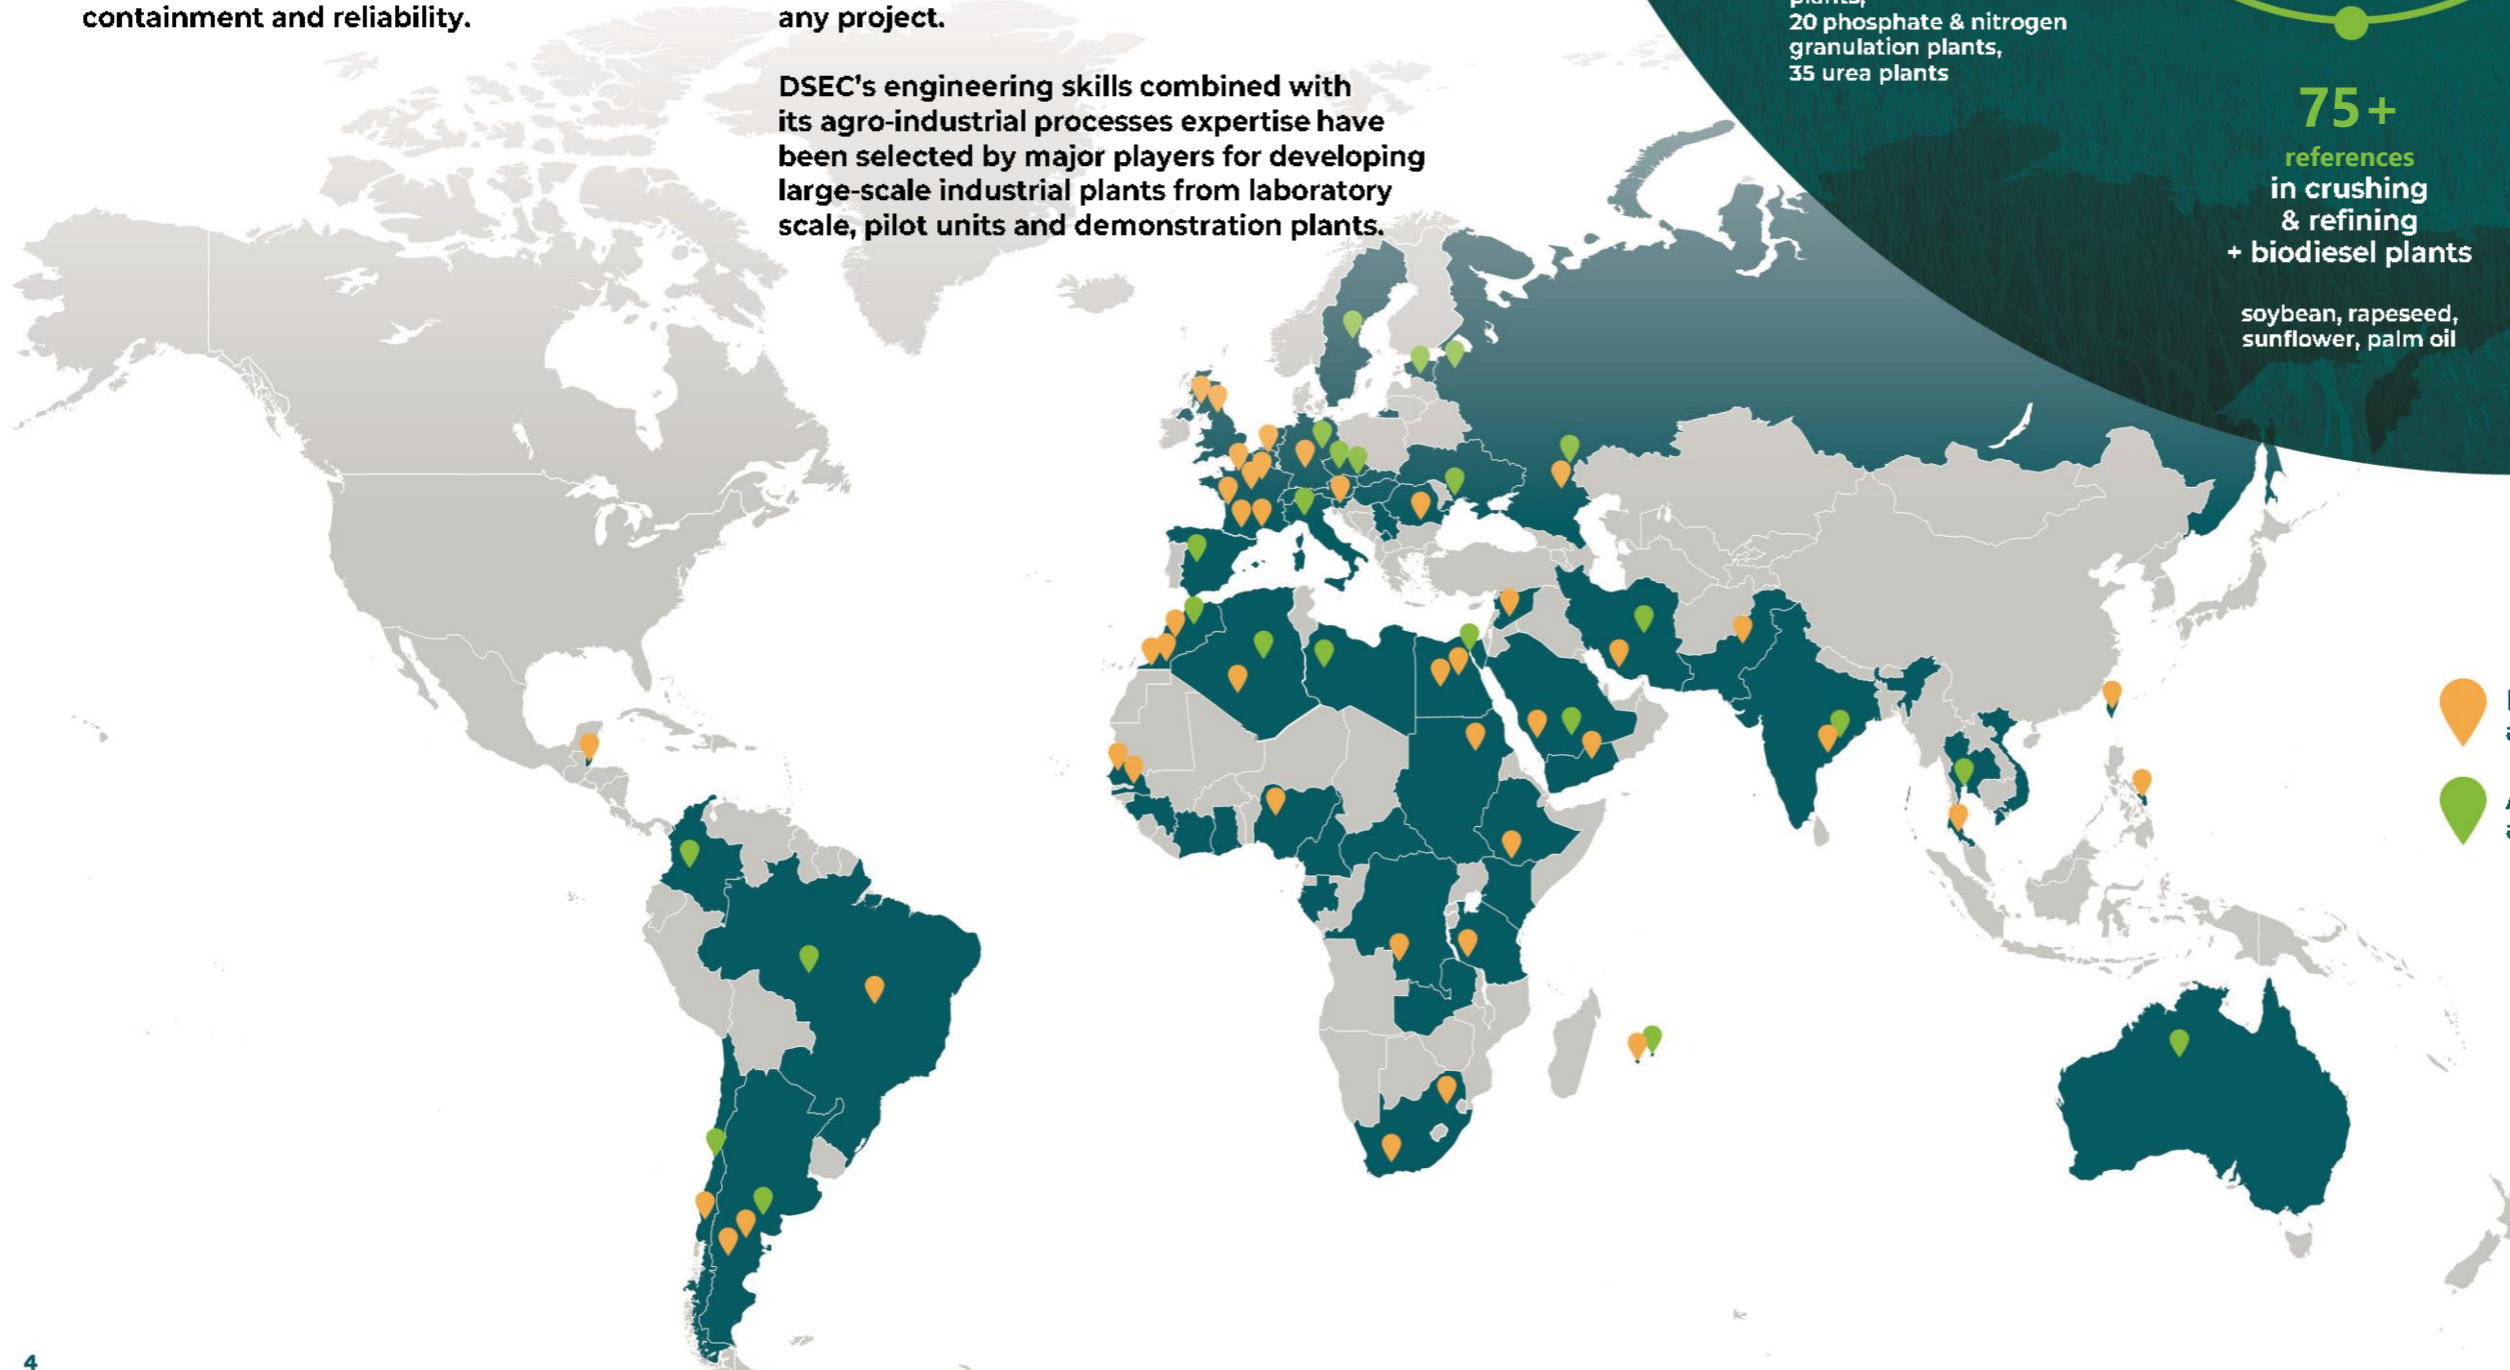 containment and reliability.
any project.
DSEC's engineering skills combined with
its agro-industrial processes expertise have
been selected by major players for developing
large-scale industrial plants from laboratory
scale, pilot units and demonstration plants.
plants,
20 phosphate & nitrogen
granulation plants,
35 urea plants
75+
references
in crushing
& refining
+ biodiesel plants
soybean, rapeseed,
sunflower, palm oil
4